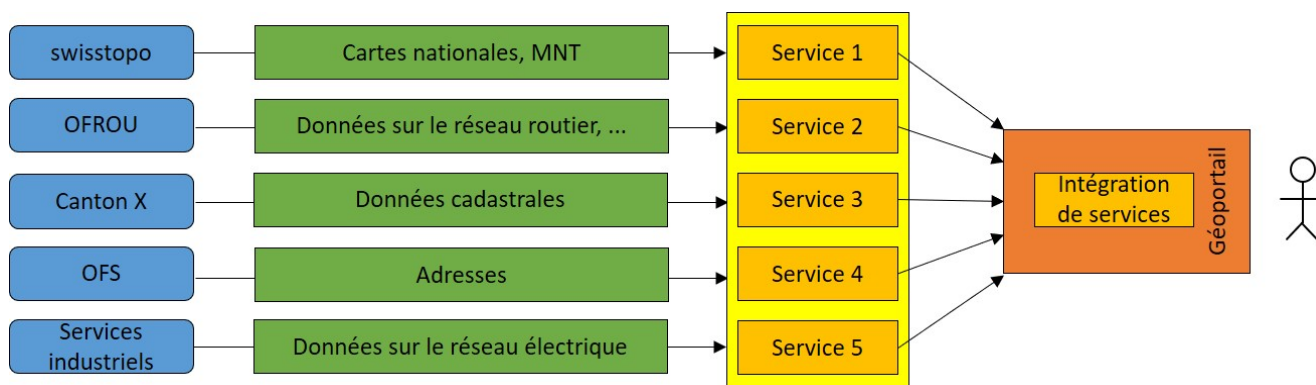 swisstopo
Cartes nationales, MNT
Service 1
OFROU
Données sur le réseau routier, ...
Service 2
Canton X
Données cadastrales
Service 3
OFS
Adresses
Service 4
Services
industriels
Données sur le réseau électrique
Service 5
Intégration
de services
Géoportail